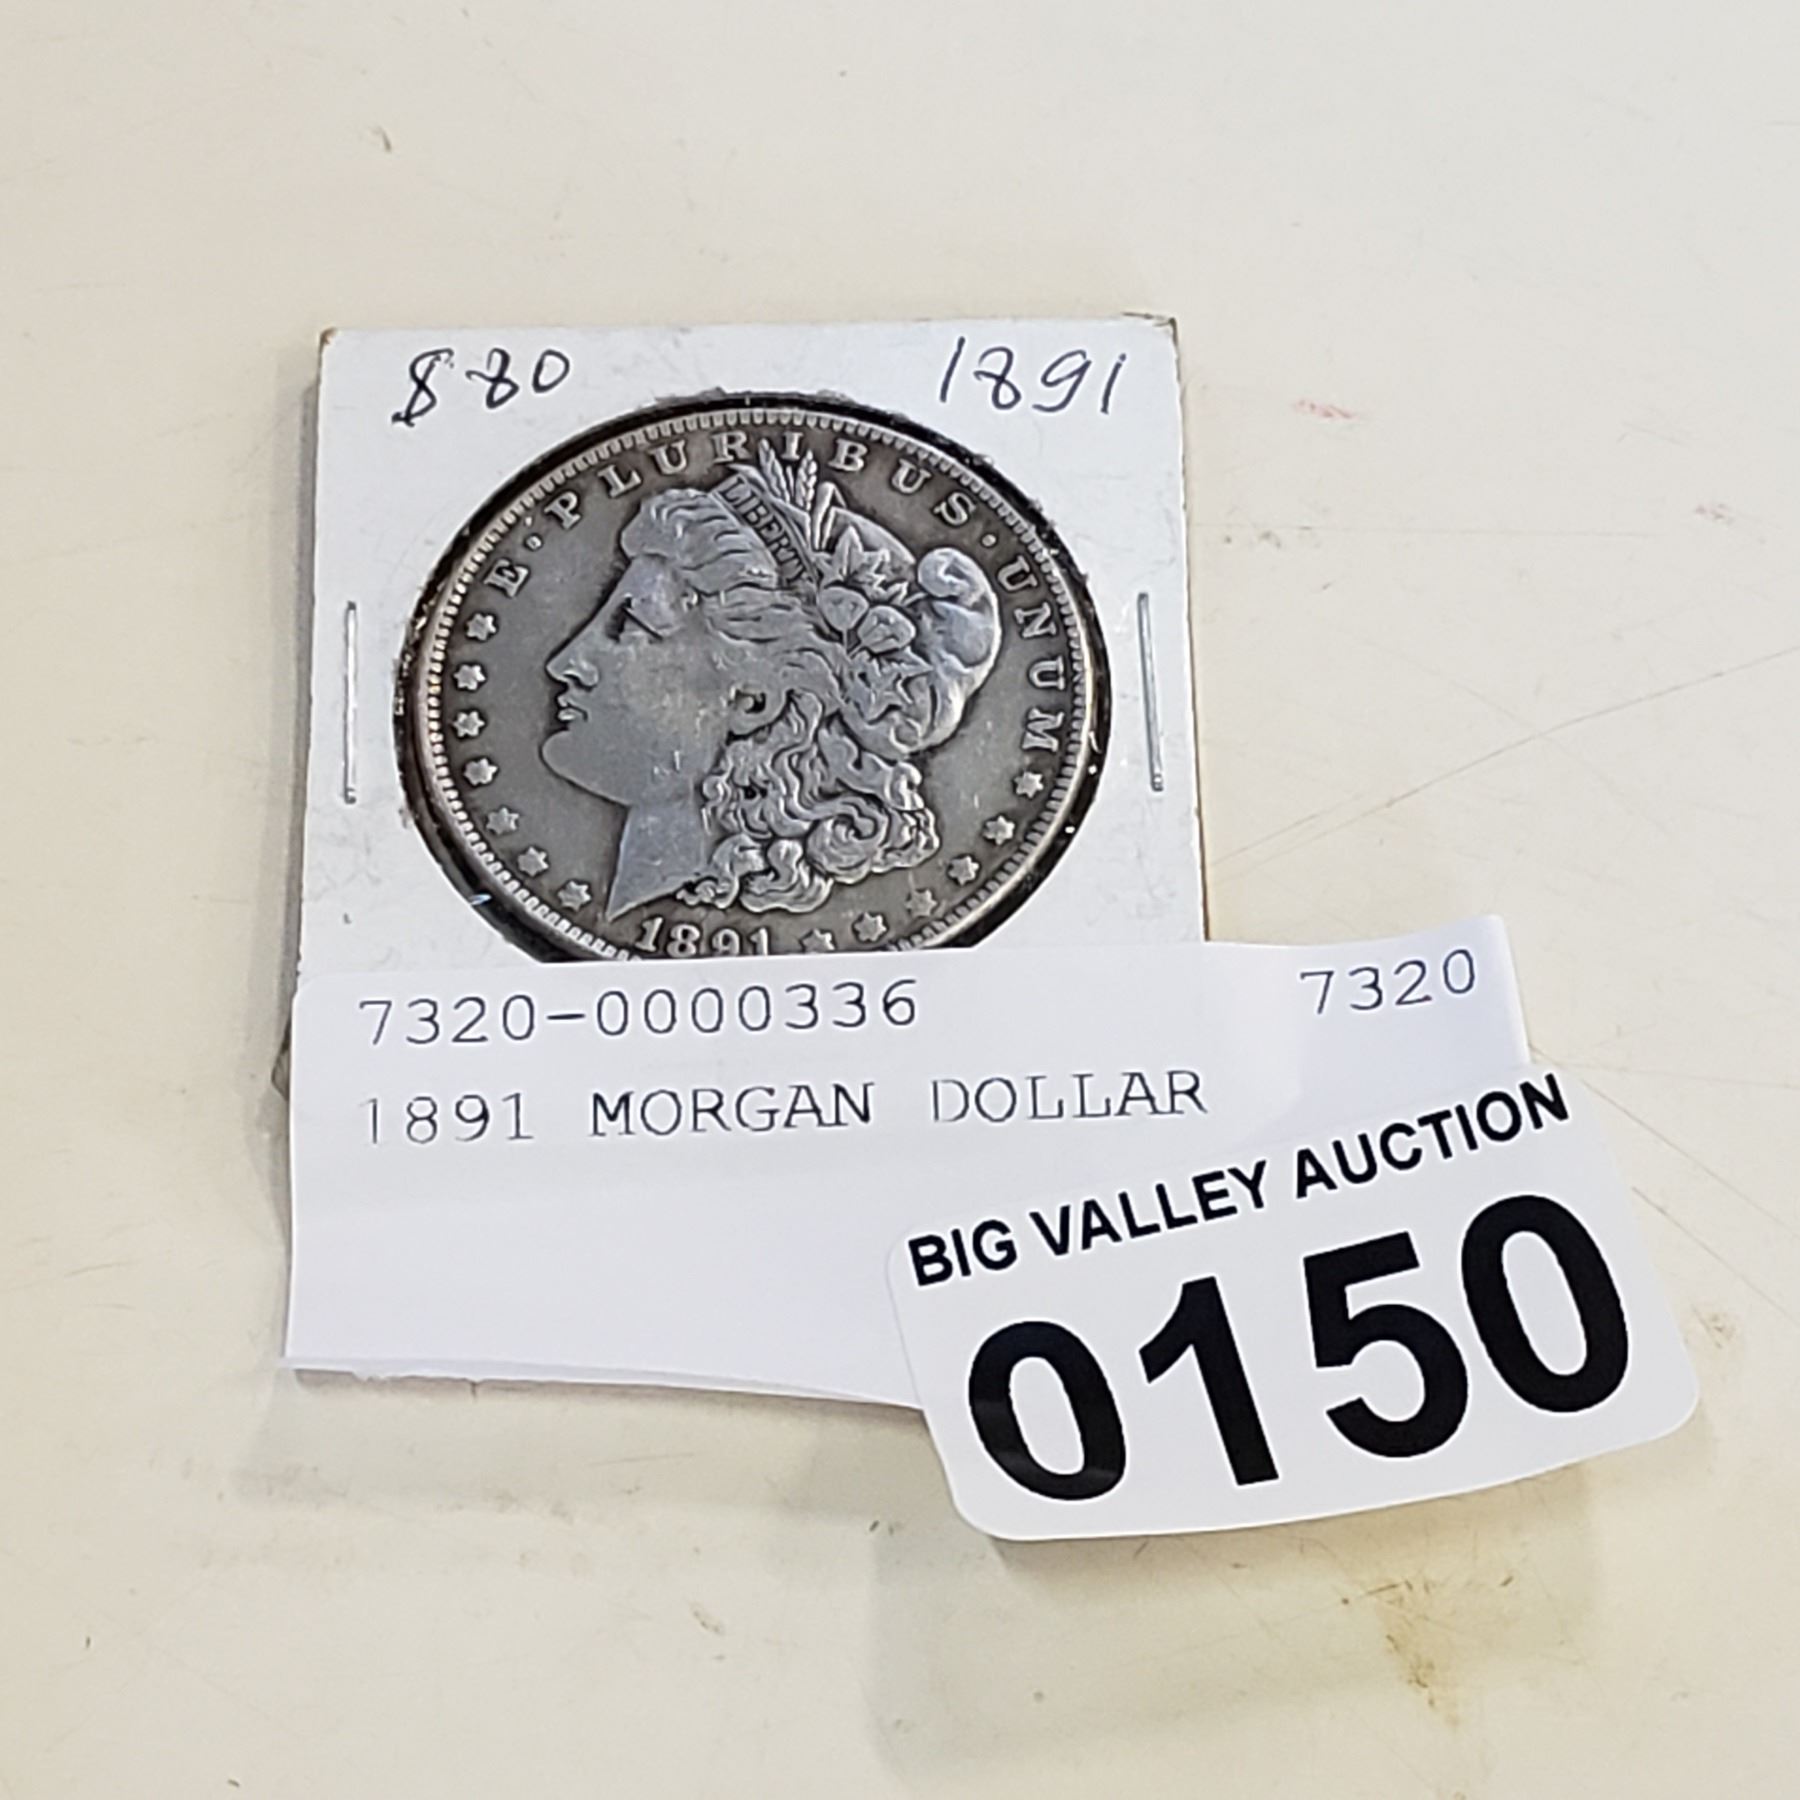 $80 1891
E·PLURIBUS·UNUM
LIBERTY
1891
7320-0000336 7320
1891 MORGAN DOLLAR
BIG VALLEY AUCTION
0150